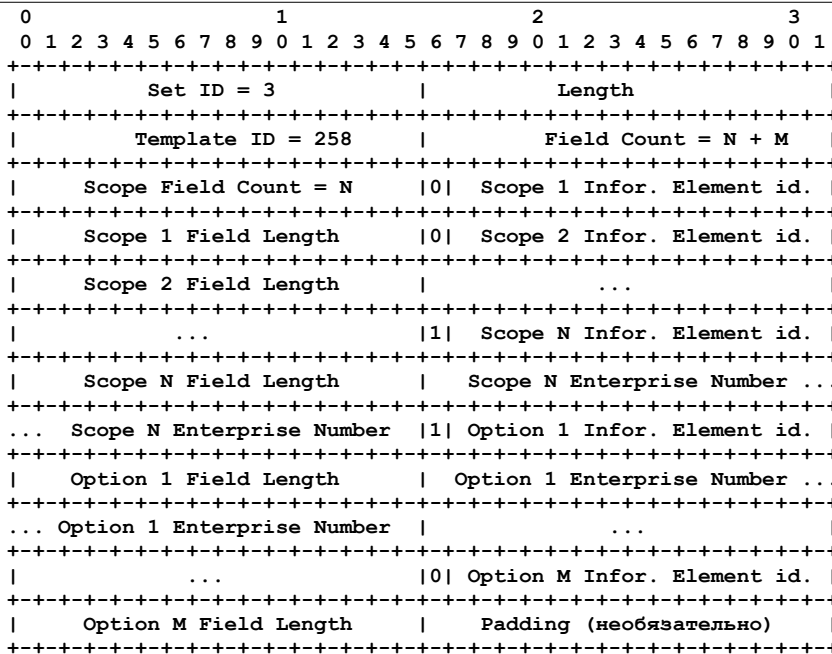 0                   1                   2                   3
0 1 2 3 4 5 6 7 8 9 0 1 2 3 4 5 6 7 8 9 0 1 2 3 4 5 6 7 8 9 0 1
+-+-+-+-+-+-+-+-+-+-+-+-+-+-+-+-+-+-+-+-+-+-+-+-+-+-+-+-+-+-+-+-+
|          Set ID = 3           |          Length               |
+-+-+-+-+-+-+-+-+-+-+-+-+-+-+-+-+-+-+-+-+-+-+-+-+-+-+-+-+-+-+-+-+
|         Template ID = 258     |         Field Count = N + M   |
+-+-+-+-+-+-+-+-+-+-+-+-+-+-+-+-+-+-+-+-+-+-+-+-+-+-+-+-+-+-+-+-+
|     Scope Field Count = N     |0|  Scope 1 Infor. Element id. |
+-+-+-+-+-+-+-+-+-+-+-+-+-+-+-+-+-+-+-+-+-+-+-+-+-+-+-+-+-+-+-+-+
|     Scope 1 Field Length      |0|  Scope 2 Infor. Element id. |
+-+-+-+-+-+-+-+-+-+-+-+-+-+-+-+-+-+-+-+-+-+-+-+-+-+-+-+-+-+-+-+-+
|     Scope 2 Field Length      |             ...               |
+-+-+-+-+-+-+-+-+-+-+-+-+-+-+-+-+-+-+-+-+-+-+-+-+-+-+-+-+-+-+-+-+
|            ...                |1|  Scope N Infor. Element id. |
+-+-+-+-+-+-+-+-+-+-+-+-+-+-+-+-+-+-+-+-+-+-+-+-+-+-+-+-+-+-+-+-+
|     Scope N Field Length      |   Scope N Enterprise Number ...
+-+-+-+-+-+-+-+-+-+-+-+-+-+-+-+-+-+-+-+-+-+-+-+-+-+-+-+-+-+-+-+-+
...  Scope N Enterprise Number  |1| Option 1 Infor. Element id. |
+-+-+-+-+-+-+-+-+-+-+-+-+-+-+-+-+-+-+-+-+-+-+-+-+-+-+-+-+-+-+-+-+
|    Option 1 Field Length      |  Option 1 Enterprise Number ...
+-+-+-+-+-+-+-+-+-+-+-+-+-+-+-+-+-+-+-+-+-+-+-+-+-+-+-+-+-+-+-+-+
... Option 1 Enterprise Number  |              ...              |
+-+-+-+-+-+-+-+-+-+-+-+-+-+-+-+-+-+-+-+-+-+-+-+-+-+-+-+-+-+-+-+-+
|             ...               |0| Option M Infor. Element id. |
+-+-+-+-+-+-+-+-+-+-+-+-+-+-+-+-+-+-+-+-+-+-+-+-+-+-+-+-+-+-+-+-+
|     Option M Field Length     |    Padding (необязательно)    |
+-+-+-+-+-+-+-+-+-+-+-+-+-+-+-+-+-+-+-+-+-+-+-+-+-+-+-+-+-+-+-+-+